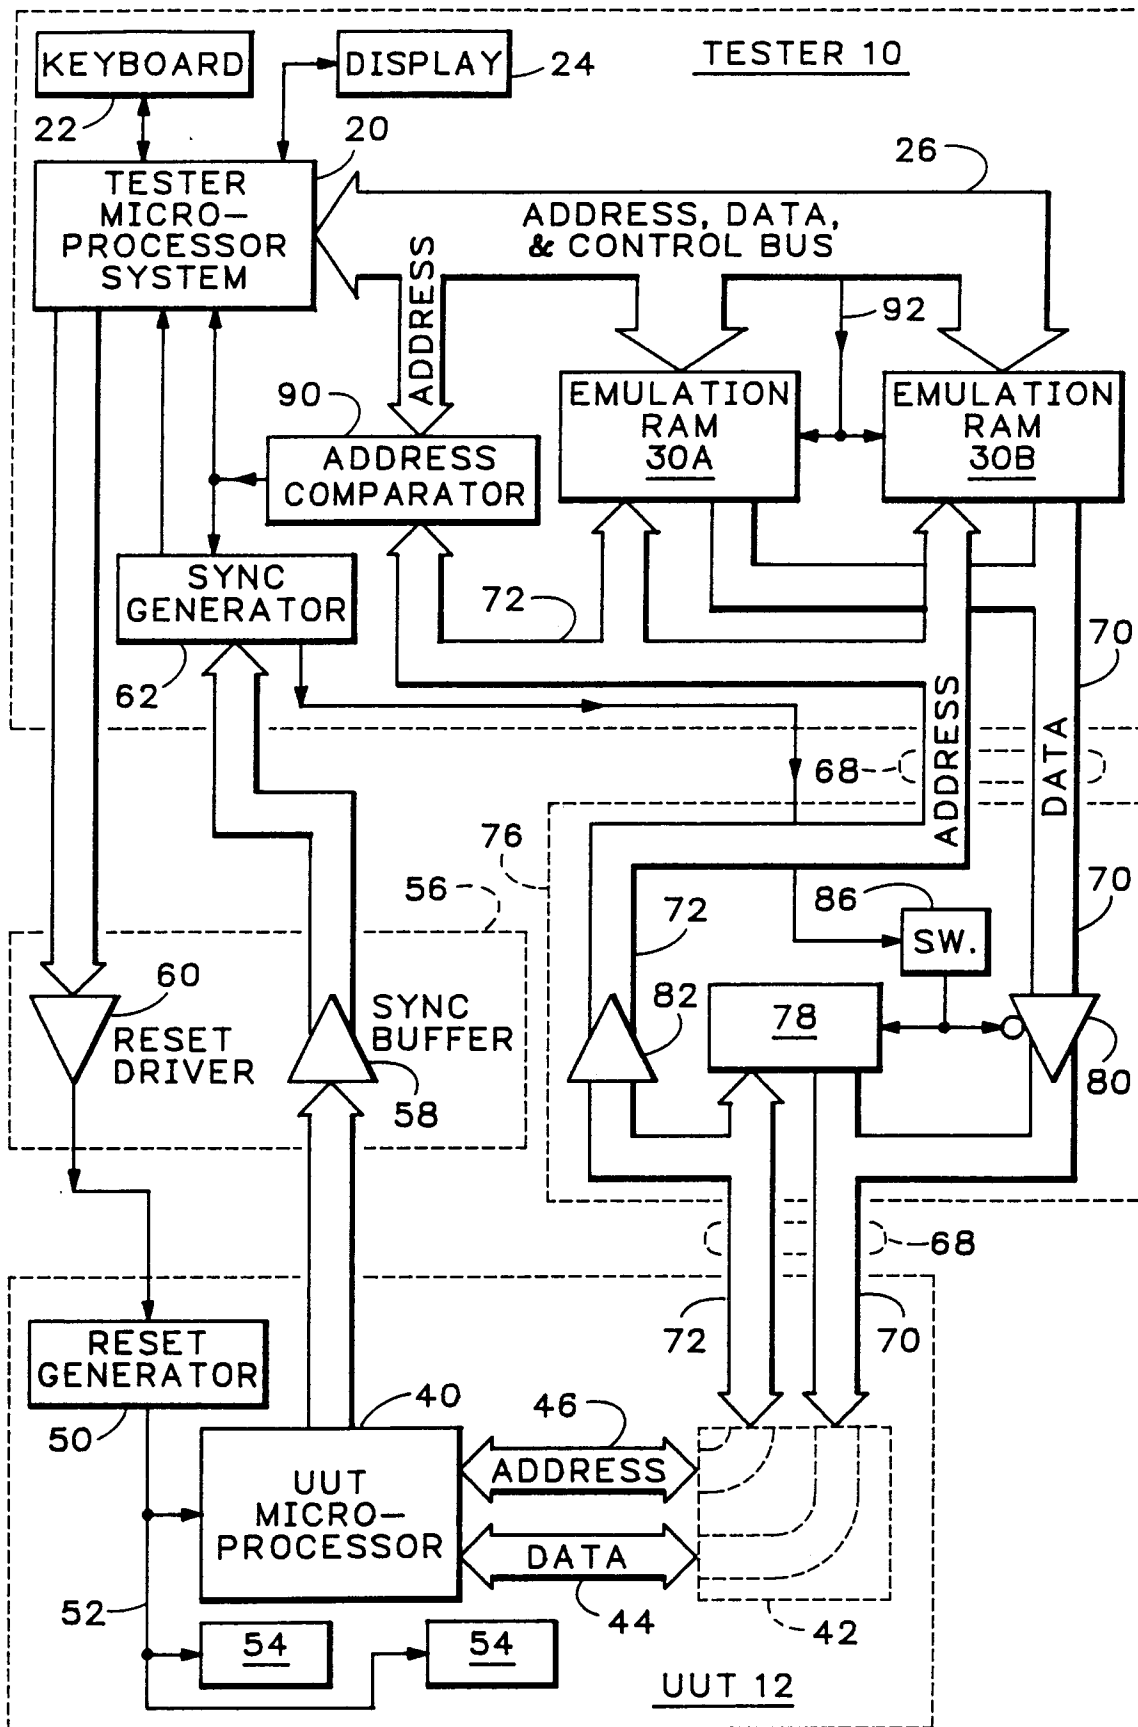 KEYBOARD
DISPLAY
24
TESTER 10
22
20
26
TESTER
MICRO-
PROCESSOR
SYSTEM
ADDRESS, DATA,
& CONTROL BUS
ADDRESS
92
90
EMULATION
RAM
30A
EMULATION
RAM
30B
ADDRESS
COMPARATOR
SYNC
GENERATOR
72
62
70
ADDRESS
DATA
68
76
56
86
70
72
SW.
60
82
78
SYNC
BUFFER
RESET
DRIVER
58
80
68
72
70
RESET
GENERATOR
50
40
46
ADDRESS
UUT
MICRO-
PROCESSOR
DATA
52
44
42
54
54
UUT 12